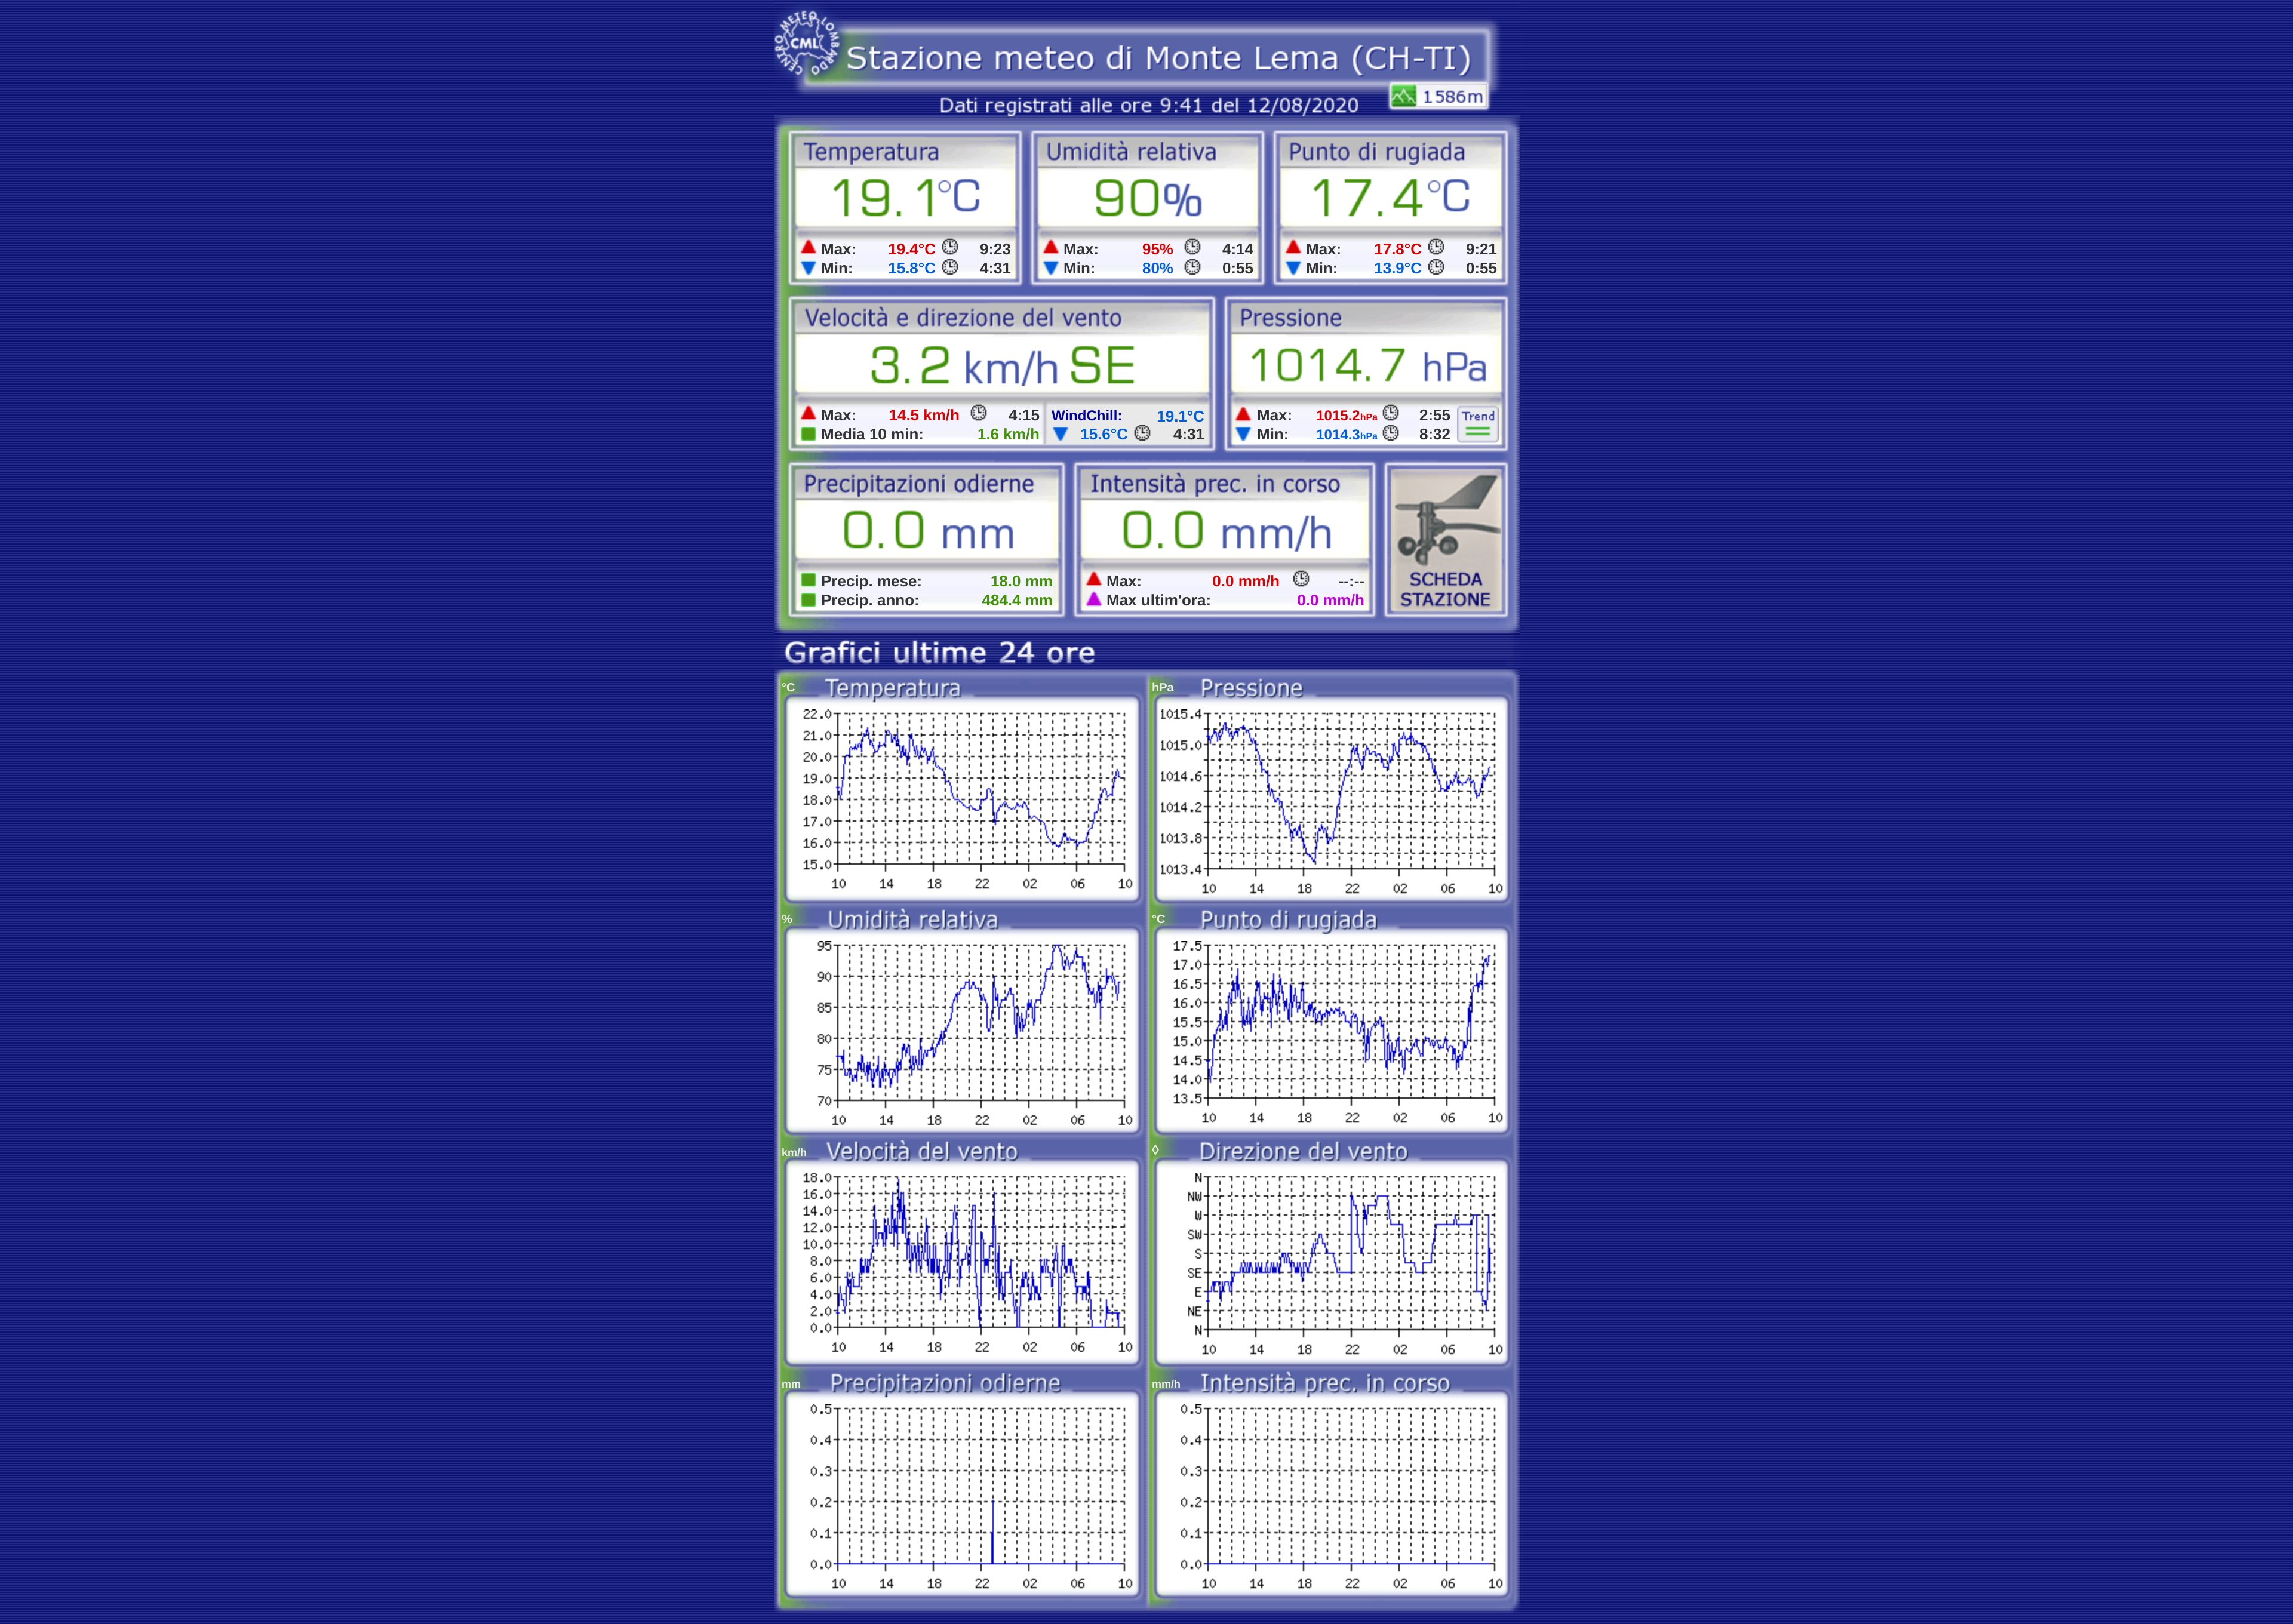 CENTRO METEO LOMBARDO
CML
Stazione meteo di Monte Lema (CH-TI)
1586m
Dati registrati alle ore 9:41 del 12/08/2020
Temperatura
19.1°C
Max: 19.4°C 9:23
Min: 15.8°C 4:31
Umidità relativa
90%
Max: 95% 4:14
Min: 80% 0:55
Punto di rugiada
17.4°C
Max: 17.8°C 9:21
Min: 13.9°C 0:55
Velocità e direzione del vento
3.2 km/h SE
Max: 14.5 km/h 4:15
Media 10 min: 1.6 km/h
WindChill: 19.1°C
15.6°C 4:31
Pressione
1014.7 hPa
Max: 1015.2hPa 2:55
Min: 1014.3hPa 8:32
Trend
Precipitazioni odierne
0.0 mm
Precip. mese: 18.0 mm
Precip. anno: 484.4 mm
Intensità prec. in corso
0.0 mm/h
Max: 0.0 mm/h --:--
Max ultim'ora: 0.0 mm/h
SCHEDA
STAZIONE
Grafici ultime 24 ore
°C Temperatura
22.0
21.0
20.0
19.0
18.0
17.0
16.0
15.0
10 14 18 22 02 06 10
hPa Pressione
1015.4
1015.0
1014.6
1014.2
1013.8
1013.4
10 14 18 22 02 06 10
% Umidità relativa
95
90
85
80
75
70
10 14 18 22 02 06 10
°C Punto di rugiada
17.5
17.0
16.5
16.0
15.5
15.0
14.5
14.0
13.5
10 14 18 22 02 06 10
km/h Velocità del vento
18.0
16.0
14.0
12.0
10.0
8.0
6.0
4.0
2.0
0.0
10 14 18 22 02 06 10
◊ Direzione del vento
N
NW
W
SW
S
SE
E
NE
N
10 14 18 22 02 06 10
mm Precipitazioni odierne
0.5
0.4
0.3
0.2
0.1
0.0
10 14 18 22 02 06 10
mm/h Intensità prec. in corso
0.5
0.4
0.3
0.2
0.1
0.0
10 14 18 22 02 06 10